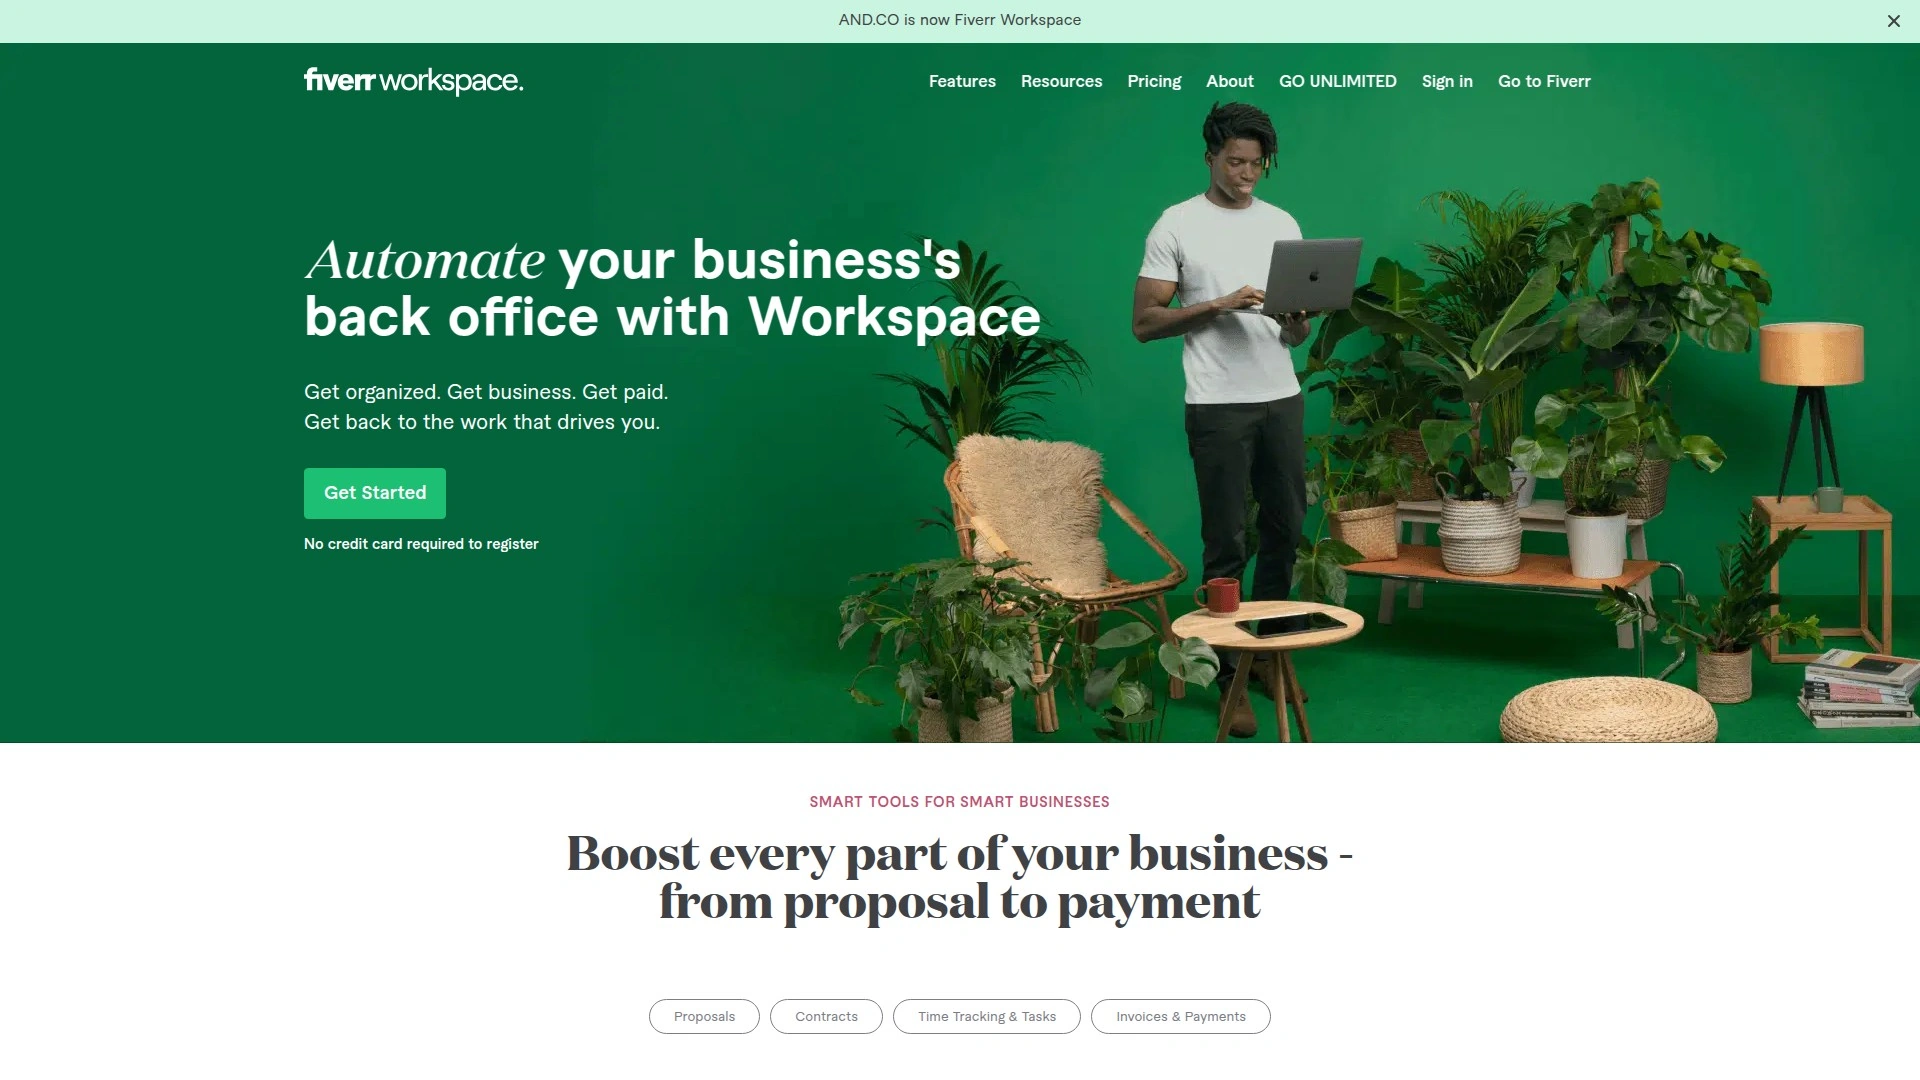 AND.CO is now Fiverr Workspace
fiverr workspace.
Features
Resources
Pricing
About
GO UNLIMITED
Sign in
Go to Fiverr
Automate your business's
back office with Workspace
Get organized. Get business. Get paid.
Get back to the work that drives you.
Get Started
No credit card required to register
SMART TOOLS FOR SMART BUSINESSES
Boost every part of your business -
from proposal to payment
Proposals
Contracts
Time Tracking & Tasks
Invoices & Payments